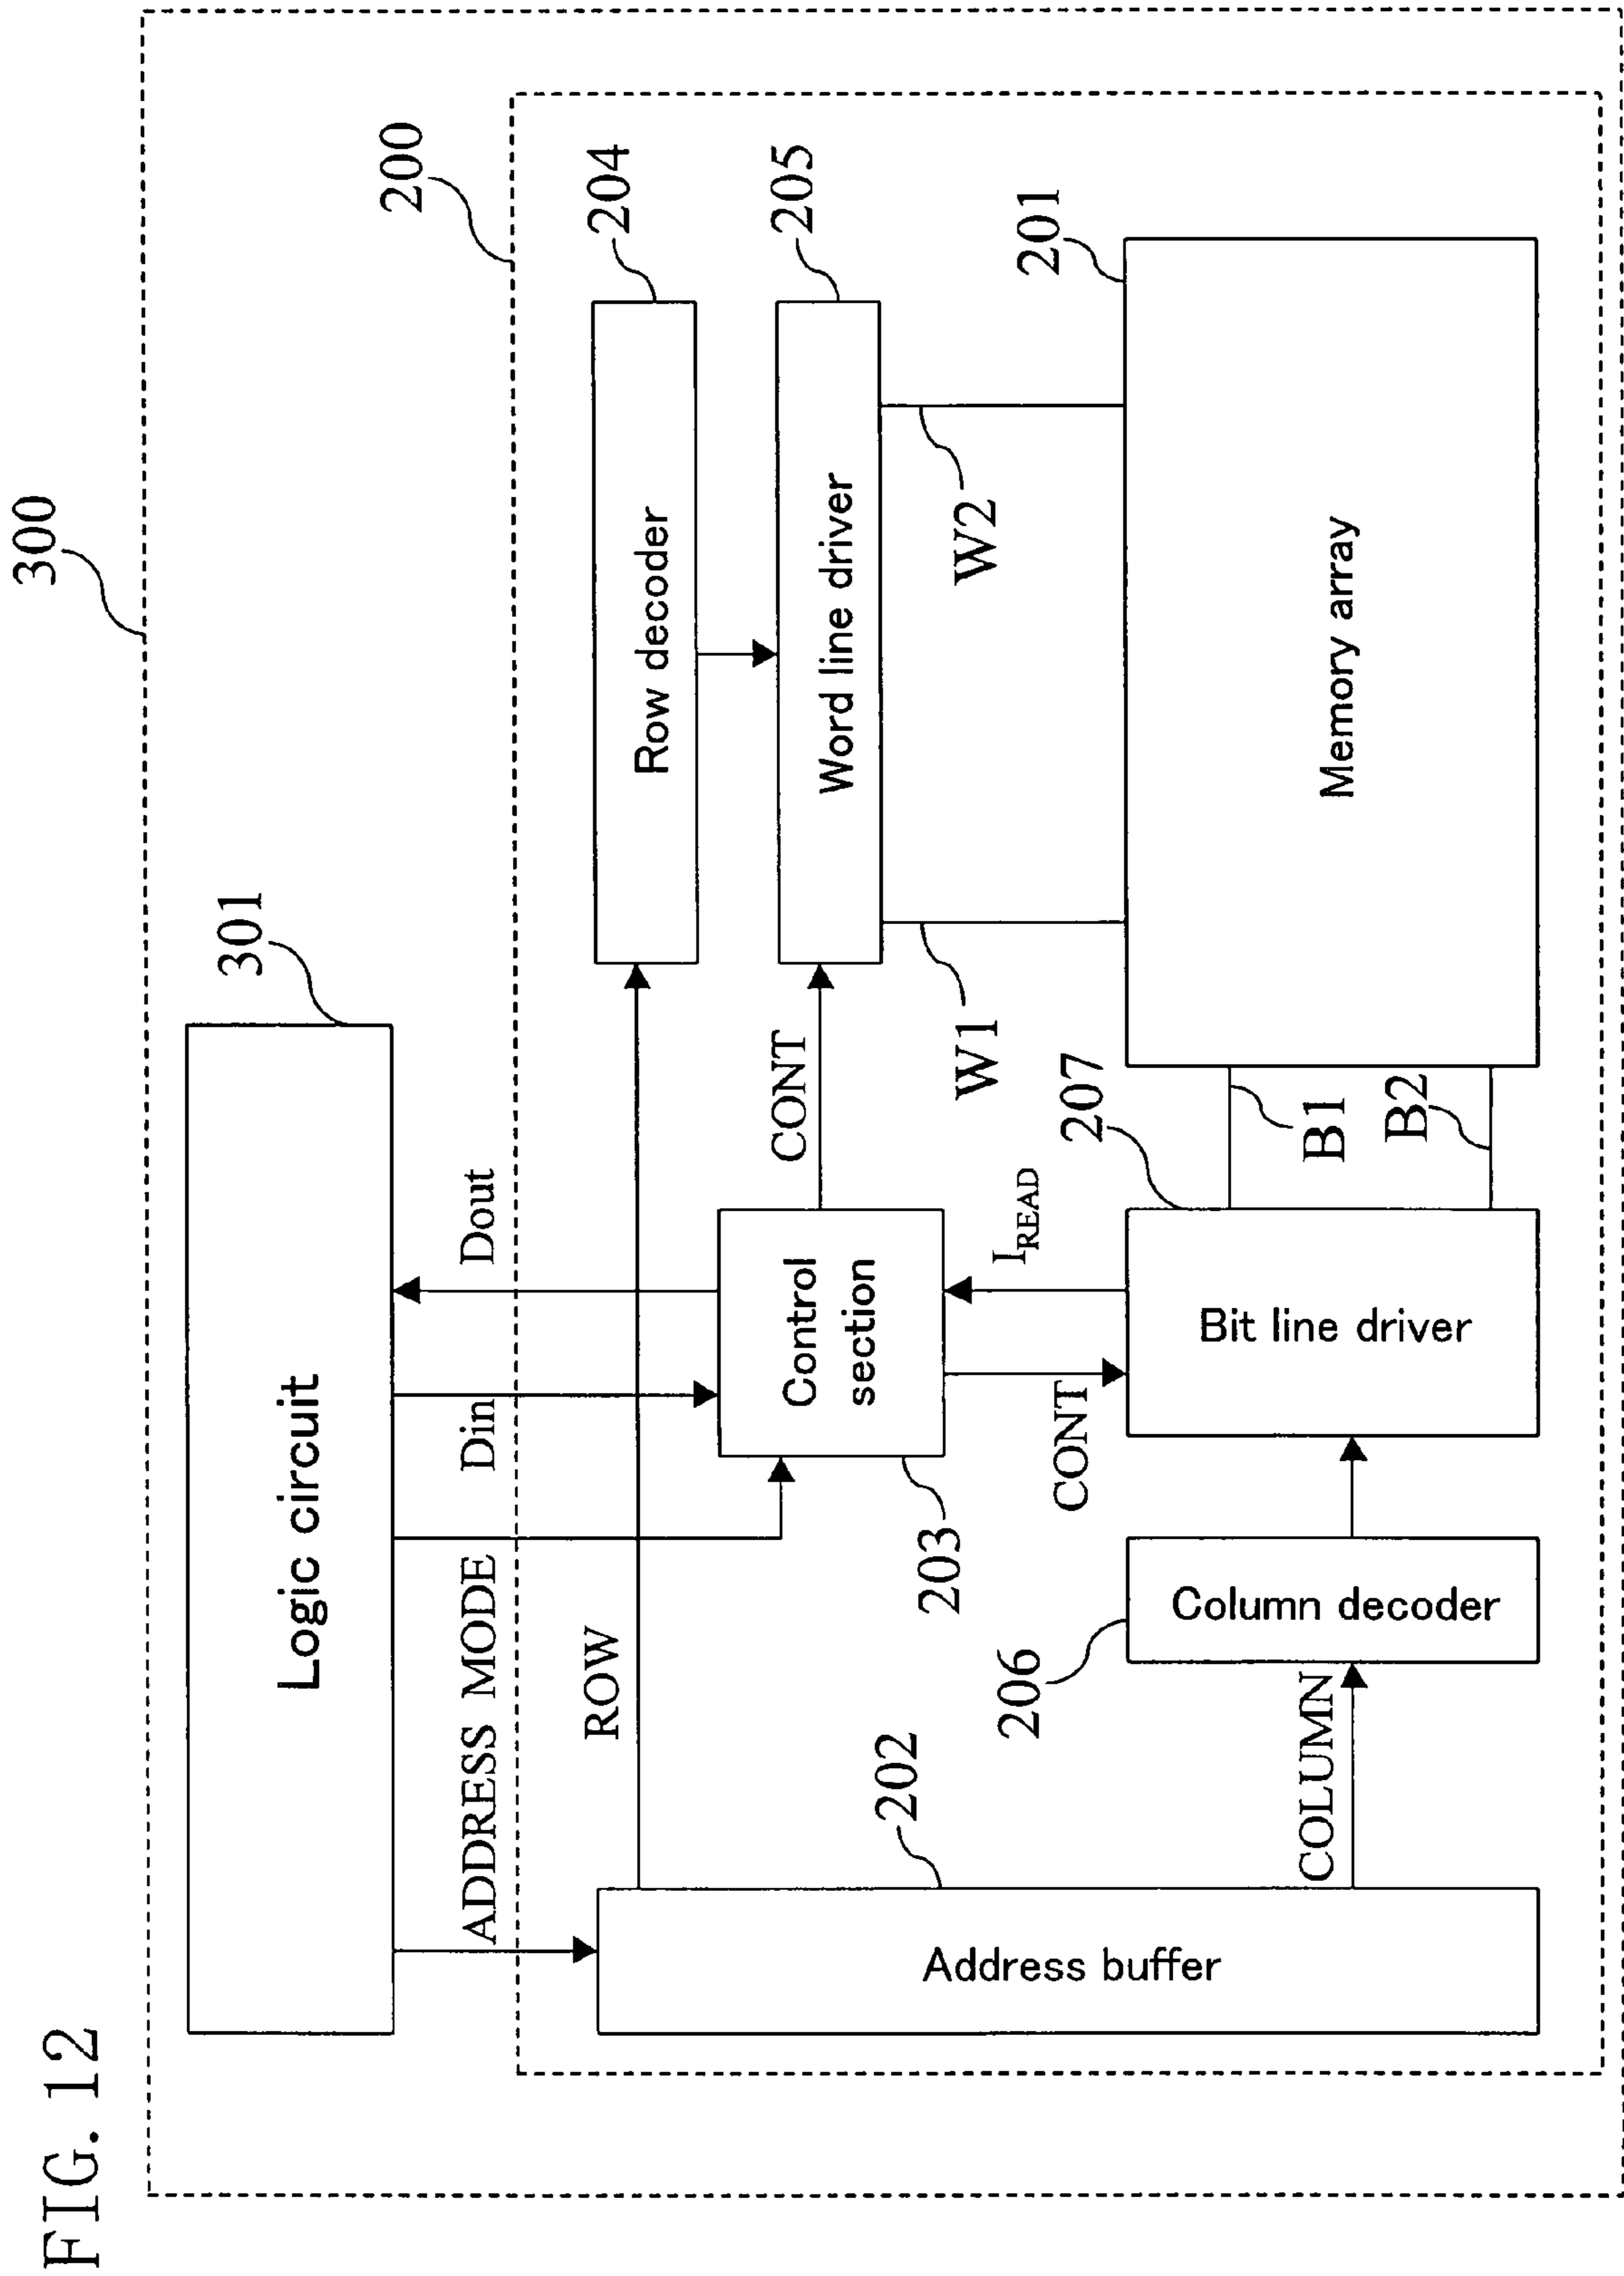 FIG. 12
300
301
Logic circuit
200
ADDRESS
MODE
Din
Dout
ROW
204
Row decoder
CONT
205
Word line driver
Control
section
203
202
Address buffer
W1
W2
CONT
I_READ
206
207
201
COLUMN
Column decoder
Bit line driver
B1
B2
Memory array